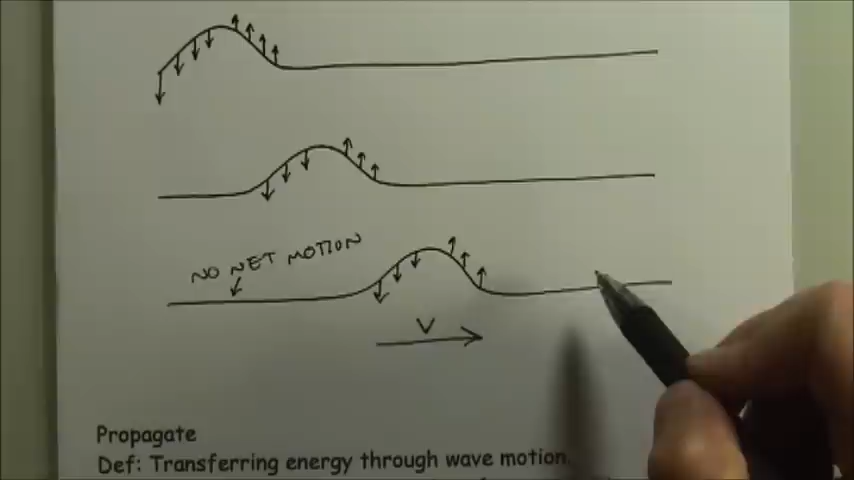 NO NET MOTION
V
Propagate
Def: Transferring energy through wave motion.